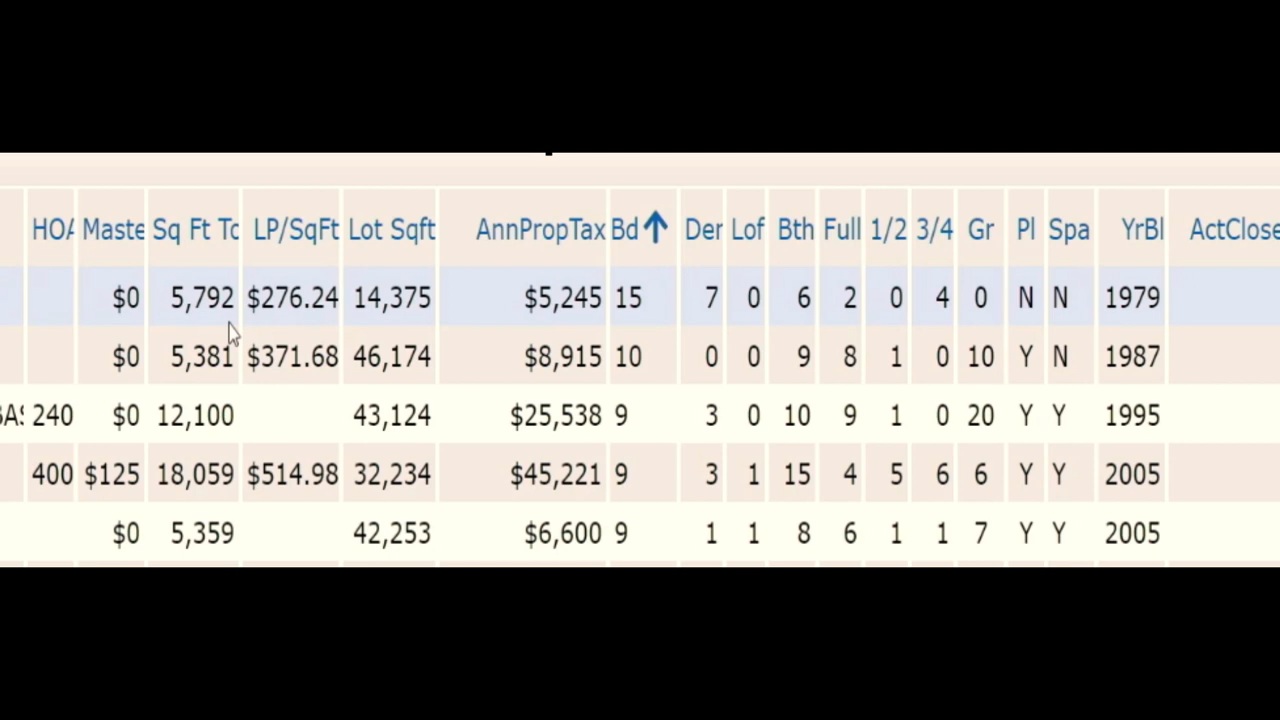 HOA Maste Sq Ft To LP/SqFt Lot Sqft AnnPropTax Bd Den Lof Bth Full 1/2 3/4 Gr Pl Spa YrBl ActClose
$0 5,792 $276.24 14,375 $5,245 15 7 0 6 2 0 4 0 N N 1979
$0 5,381 $371.68 46,174 $8,915 10 0 0 9 8 1 0 10 Y N 1987
BAS 240 $0 12,100 43,124 $25,538 9 3 0 10 9 1 0 20 Y Y 1995
400 $125 18,059 $514.98 32,234 $45,221 9 3 1 15 4 5 6 6 Y Y 2005
$0 5,359 42,253 $6,600 9 1 1 8 6 1 1 7 Y Y 2005